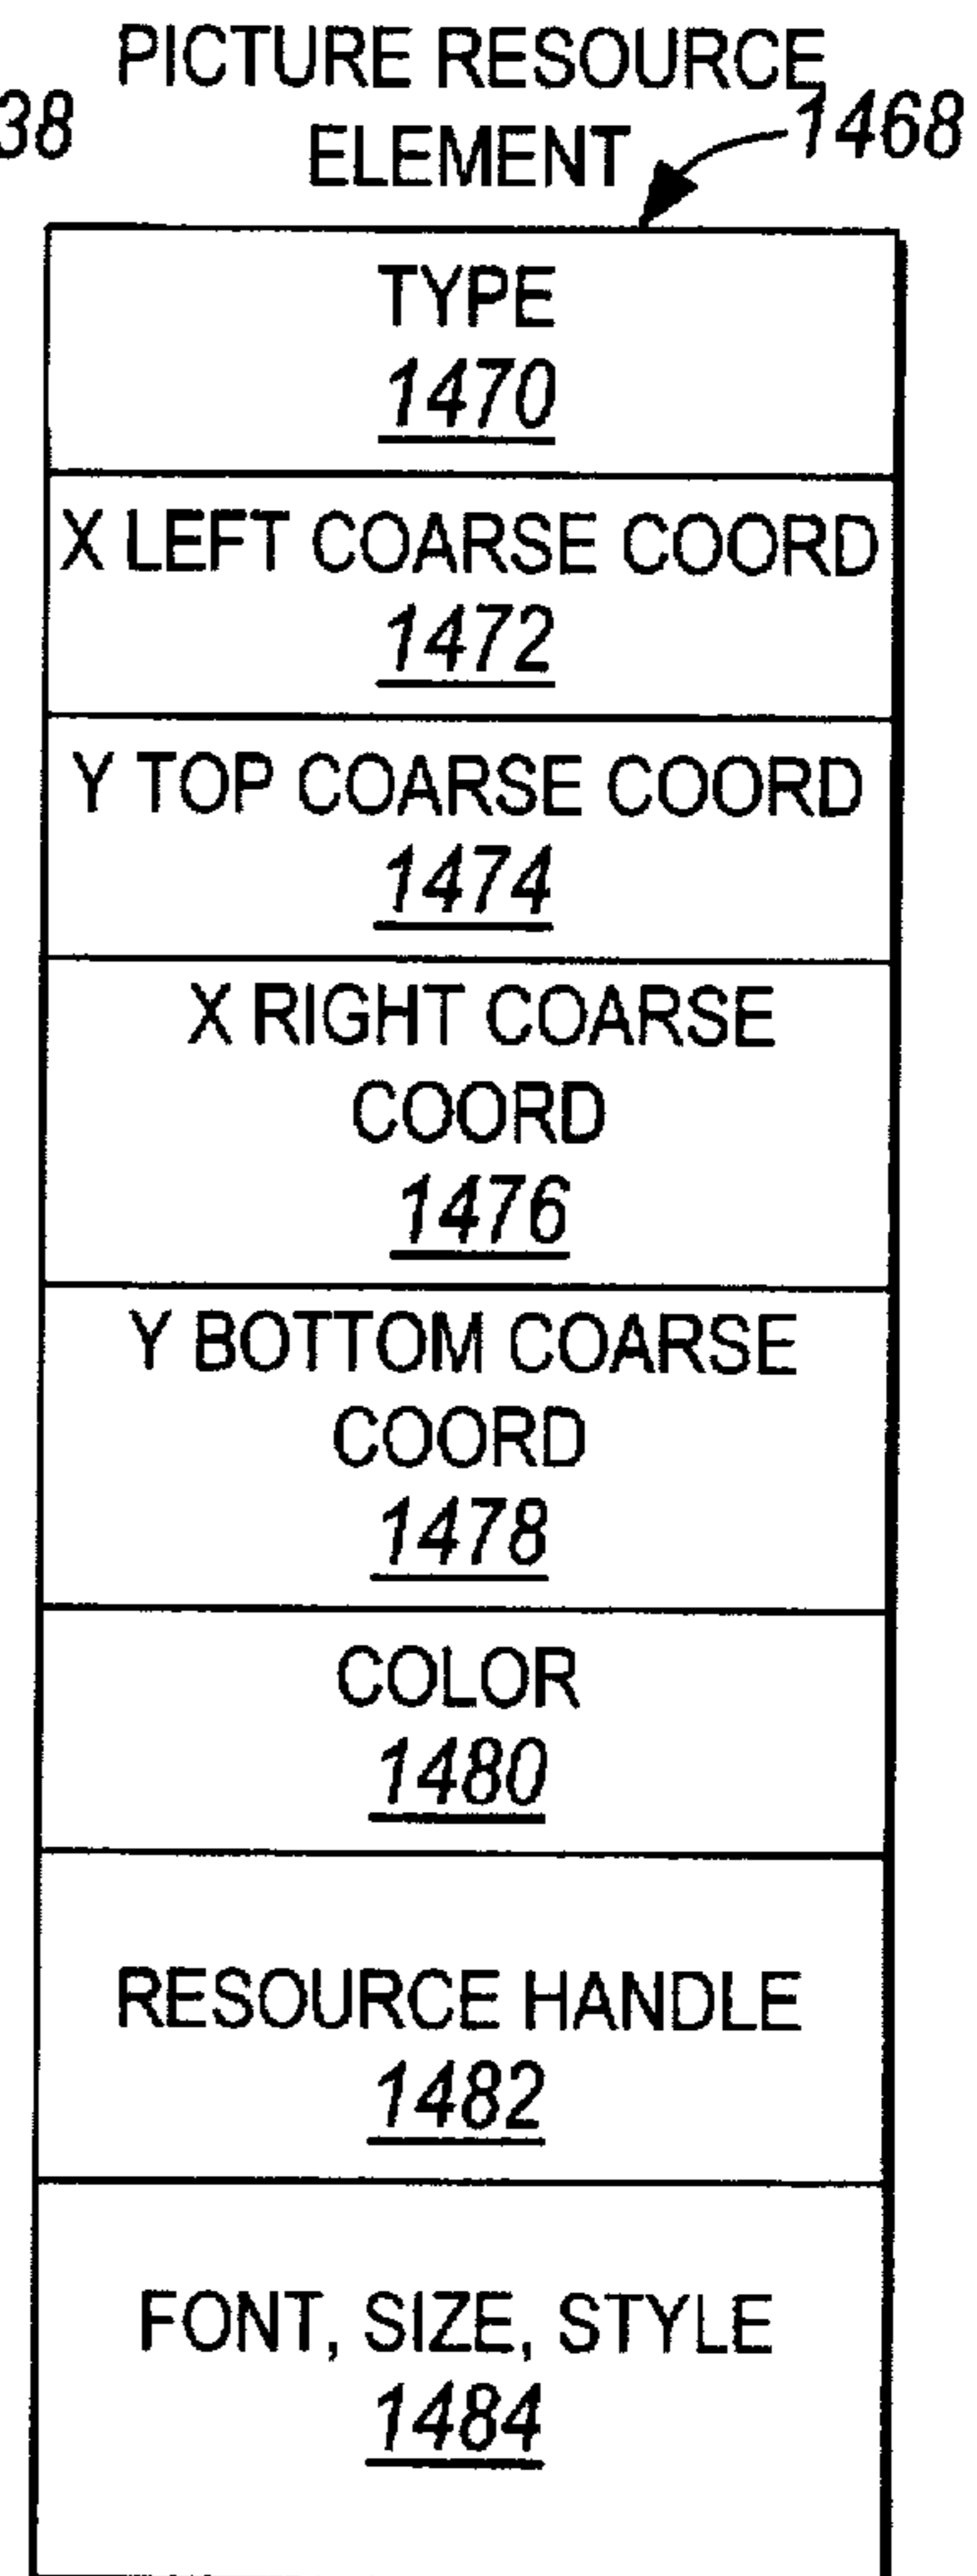 PICTURE RESOURCE
38 ELEMENT 1468
TYPE
1470
X LEFT COARSE COORD
1472
Y TOP COARSE COORD
1474
X RIGHT COARSE
COORD
1476
Y BOTTOM COARSE
COORD
1478
COLOR
1480
RESOURCE HANDLE
1482
FONT, SIZE, STYLE
1484